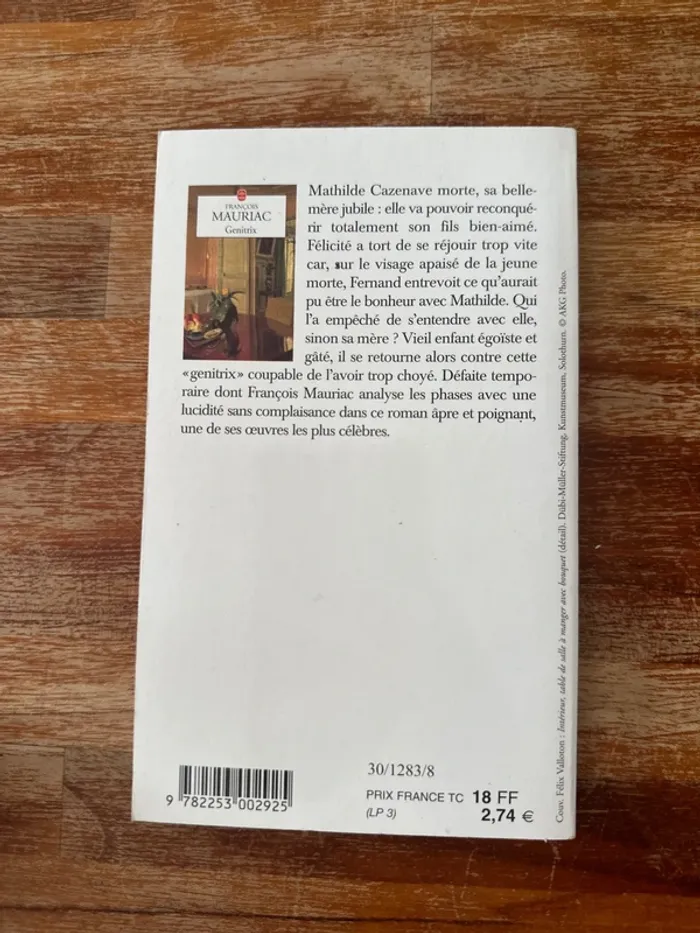 FRANÇOIS
MAURIAC
Genitrix
Mathilde Cazenave morte, sa belle-
mère jubile : elle va pouvoir reconqué-
rir totalement son fils bien-aimé.
Félicité a tort de se réjouir trop vite
car, sur le visage apaisé de la jeune
morte, Fernand entrevoit ce qu'aurait
pu être le bonheur avec Mathilde. Qui
l'a empêché de s'entendre avec elle,
sinon sa mère ? Vieil enfant égoïste et
gâté, il se retourne alors contre cette
« genitrix » coupable de l'avoir trop choyé. Défaite tempo-
raire dont François Mauriac analyse les phases avec une
lucidité sans complaisance dans ce roman âpre et poignant,
une de ses œuvres les plus célèbres.
Couv. Félix Valloton : Intérieur, table de salle à manger avec bouquet (détail). Dübi-Müller-Stiftung, Kunstmuseum, Solothurn. © AKG Photo.
9 782253 002925
30/1283/8
PRIX FRANCE TC 18 FF
(LP 3) 2,74 €